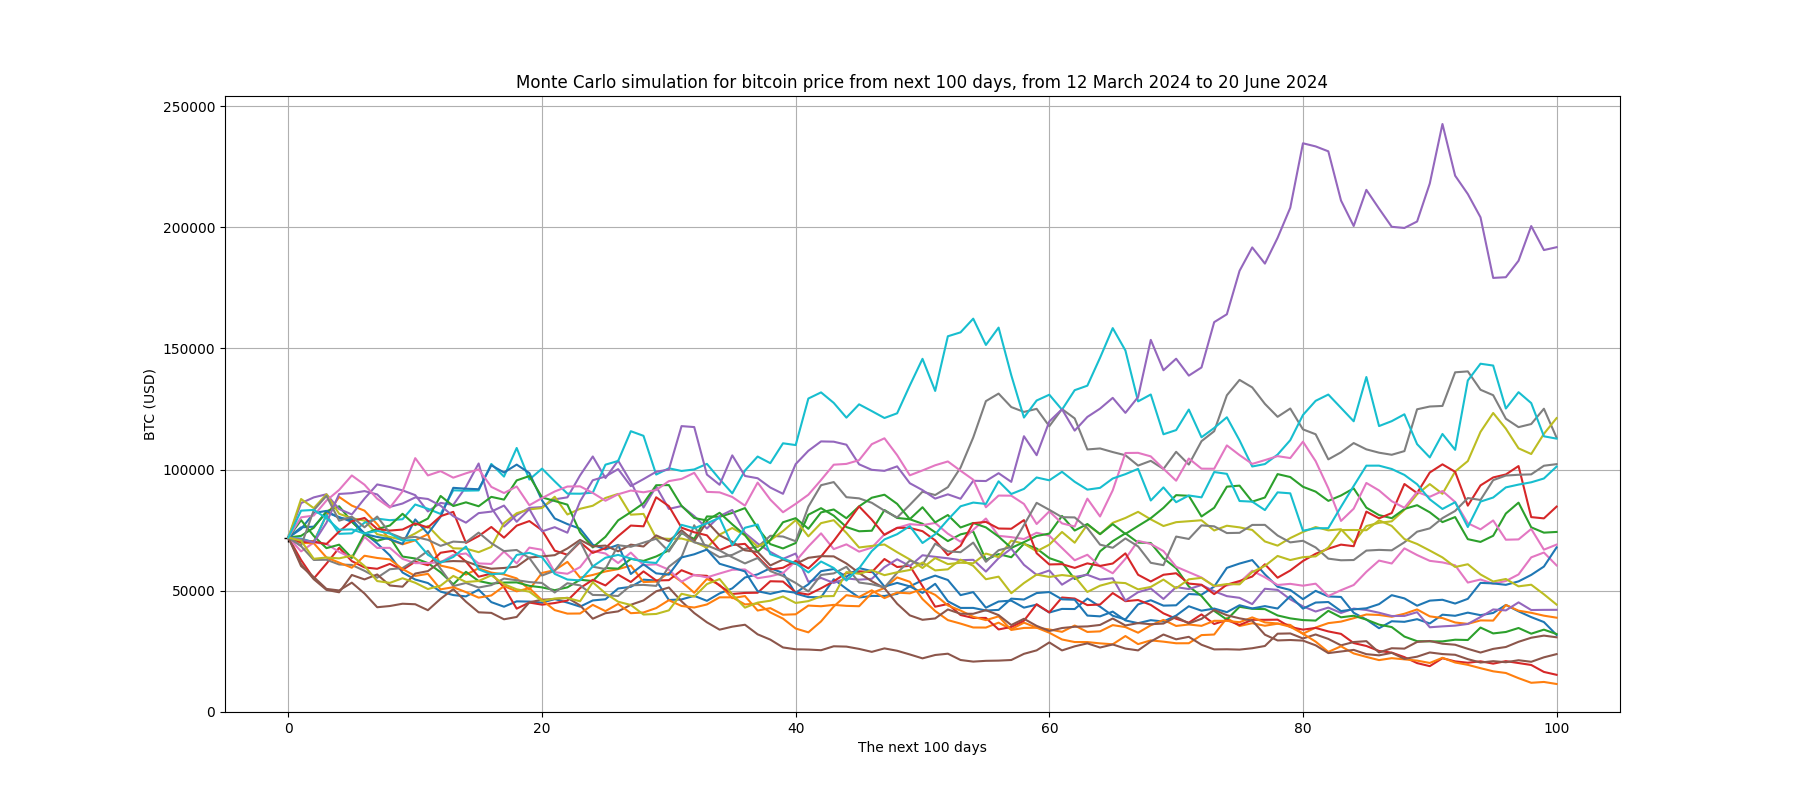 Monte Carlo simulation for bitcoin price from next 100 days, from 12 March 2024 to 20 June 2024
250000
200000
150000
100000
50000
0
BTC (USD)
0 20 40 60 80 100
The next 100 days